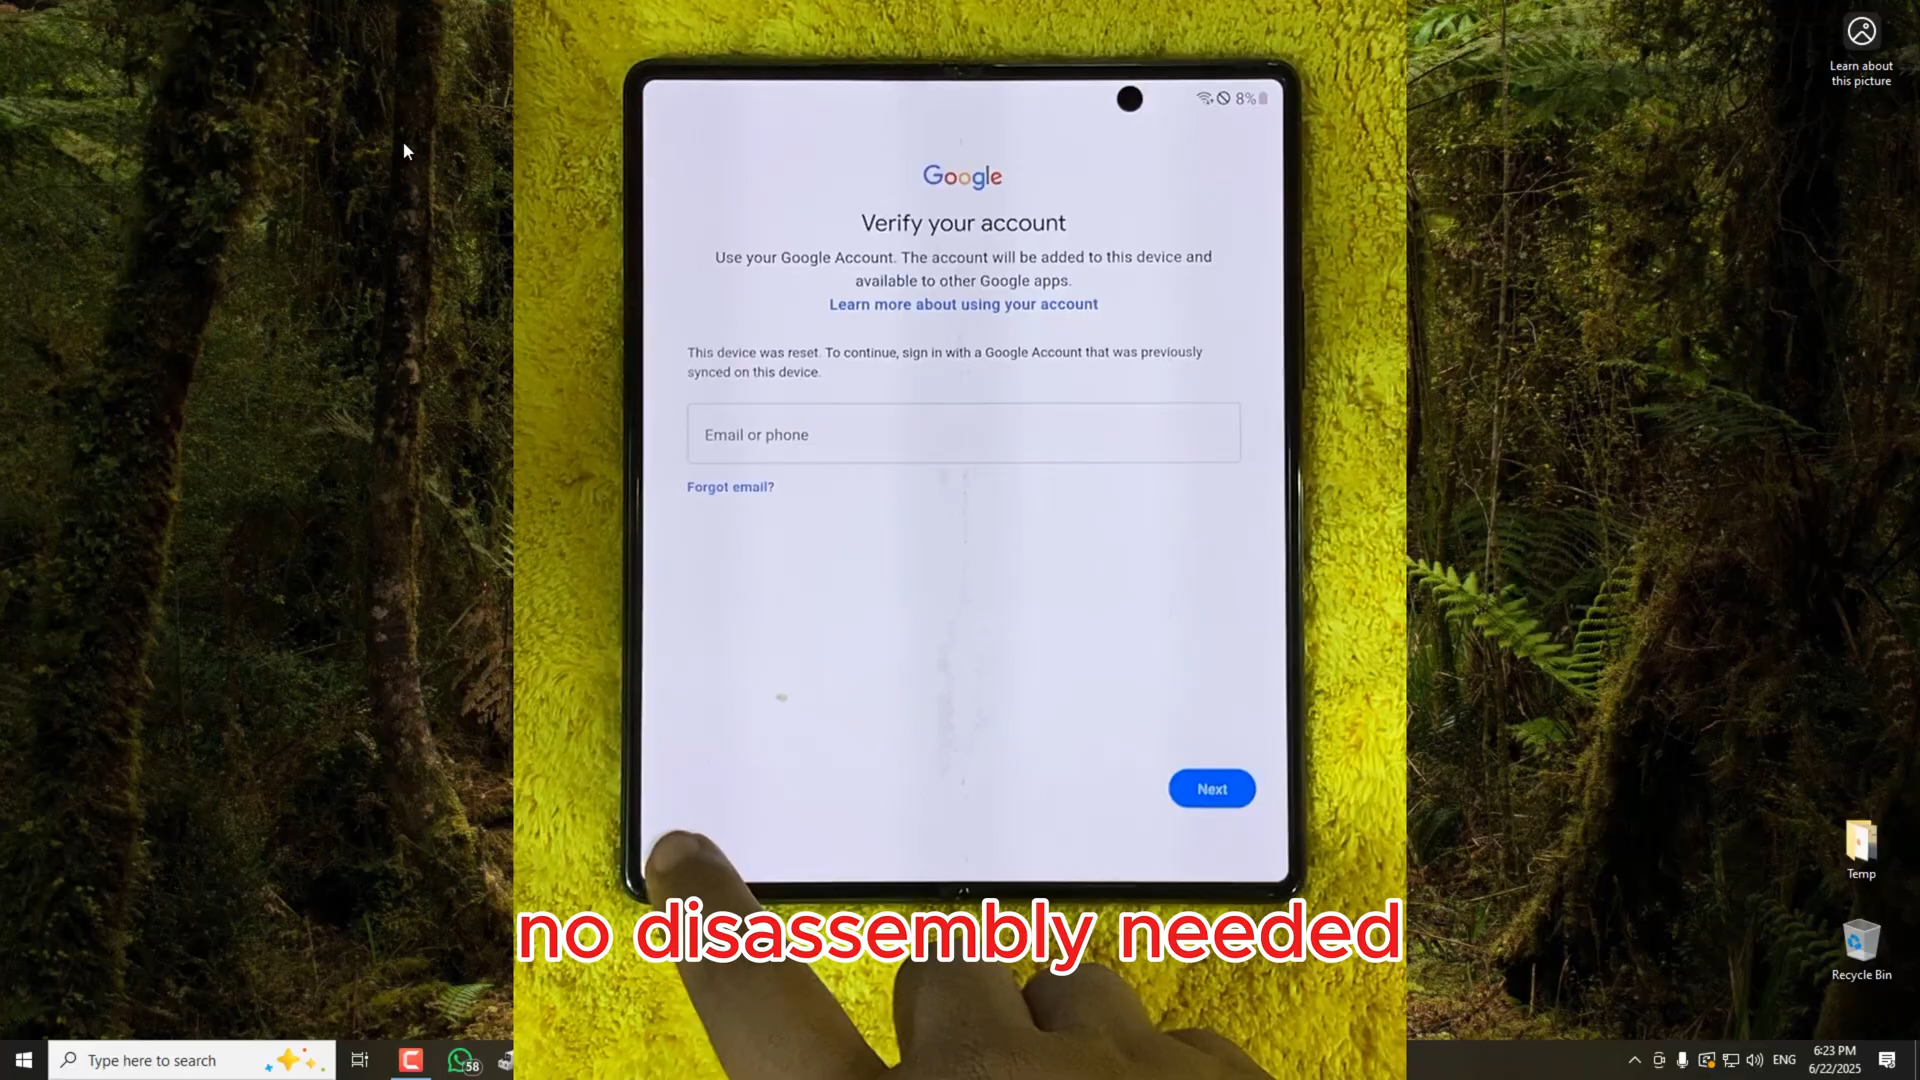 Learn about
this picture
8%
Google
Verify your account
Use your Google Account. The account will be added to this device and
available to other Google apps.
Learn more about using your account
This device was reset. To continue, sign in with a Google Account that was previously
synced on this device.
Email or phone
Forgot email?
Next
no disassembly needed
Temp
Recycle Bin
Type here to search
58
ENG
6:23 PM
6/22/2025